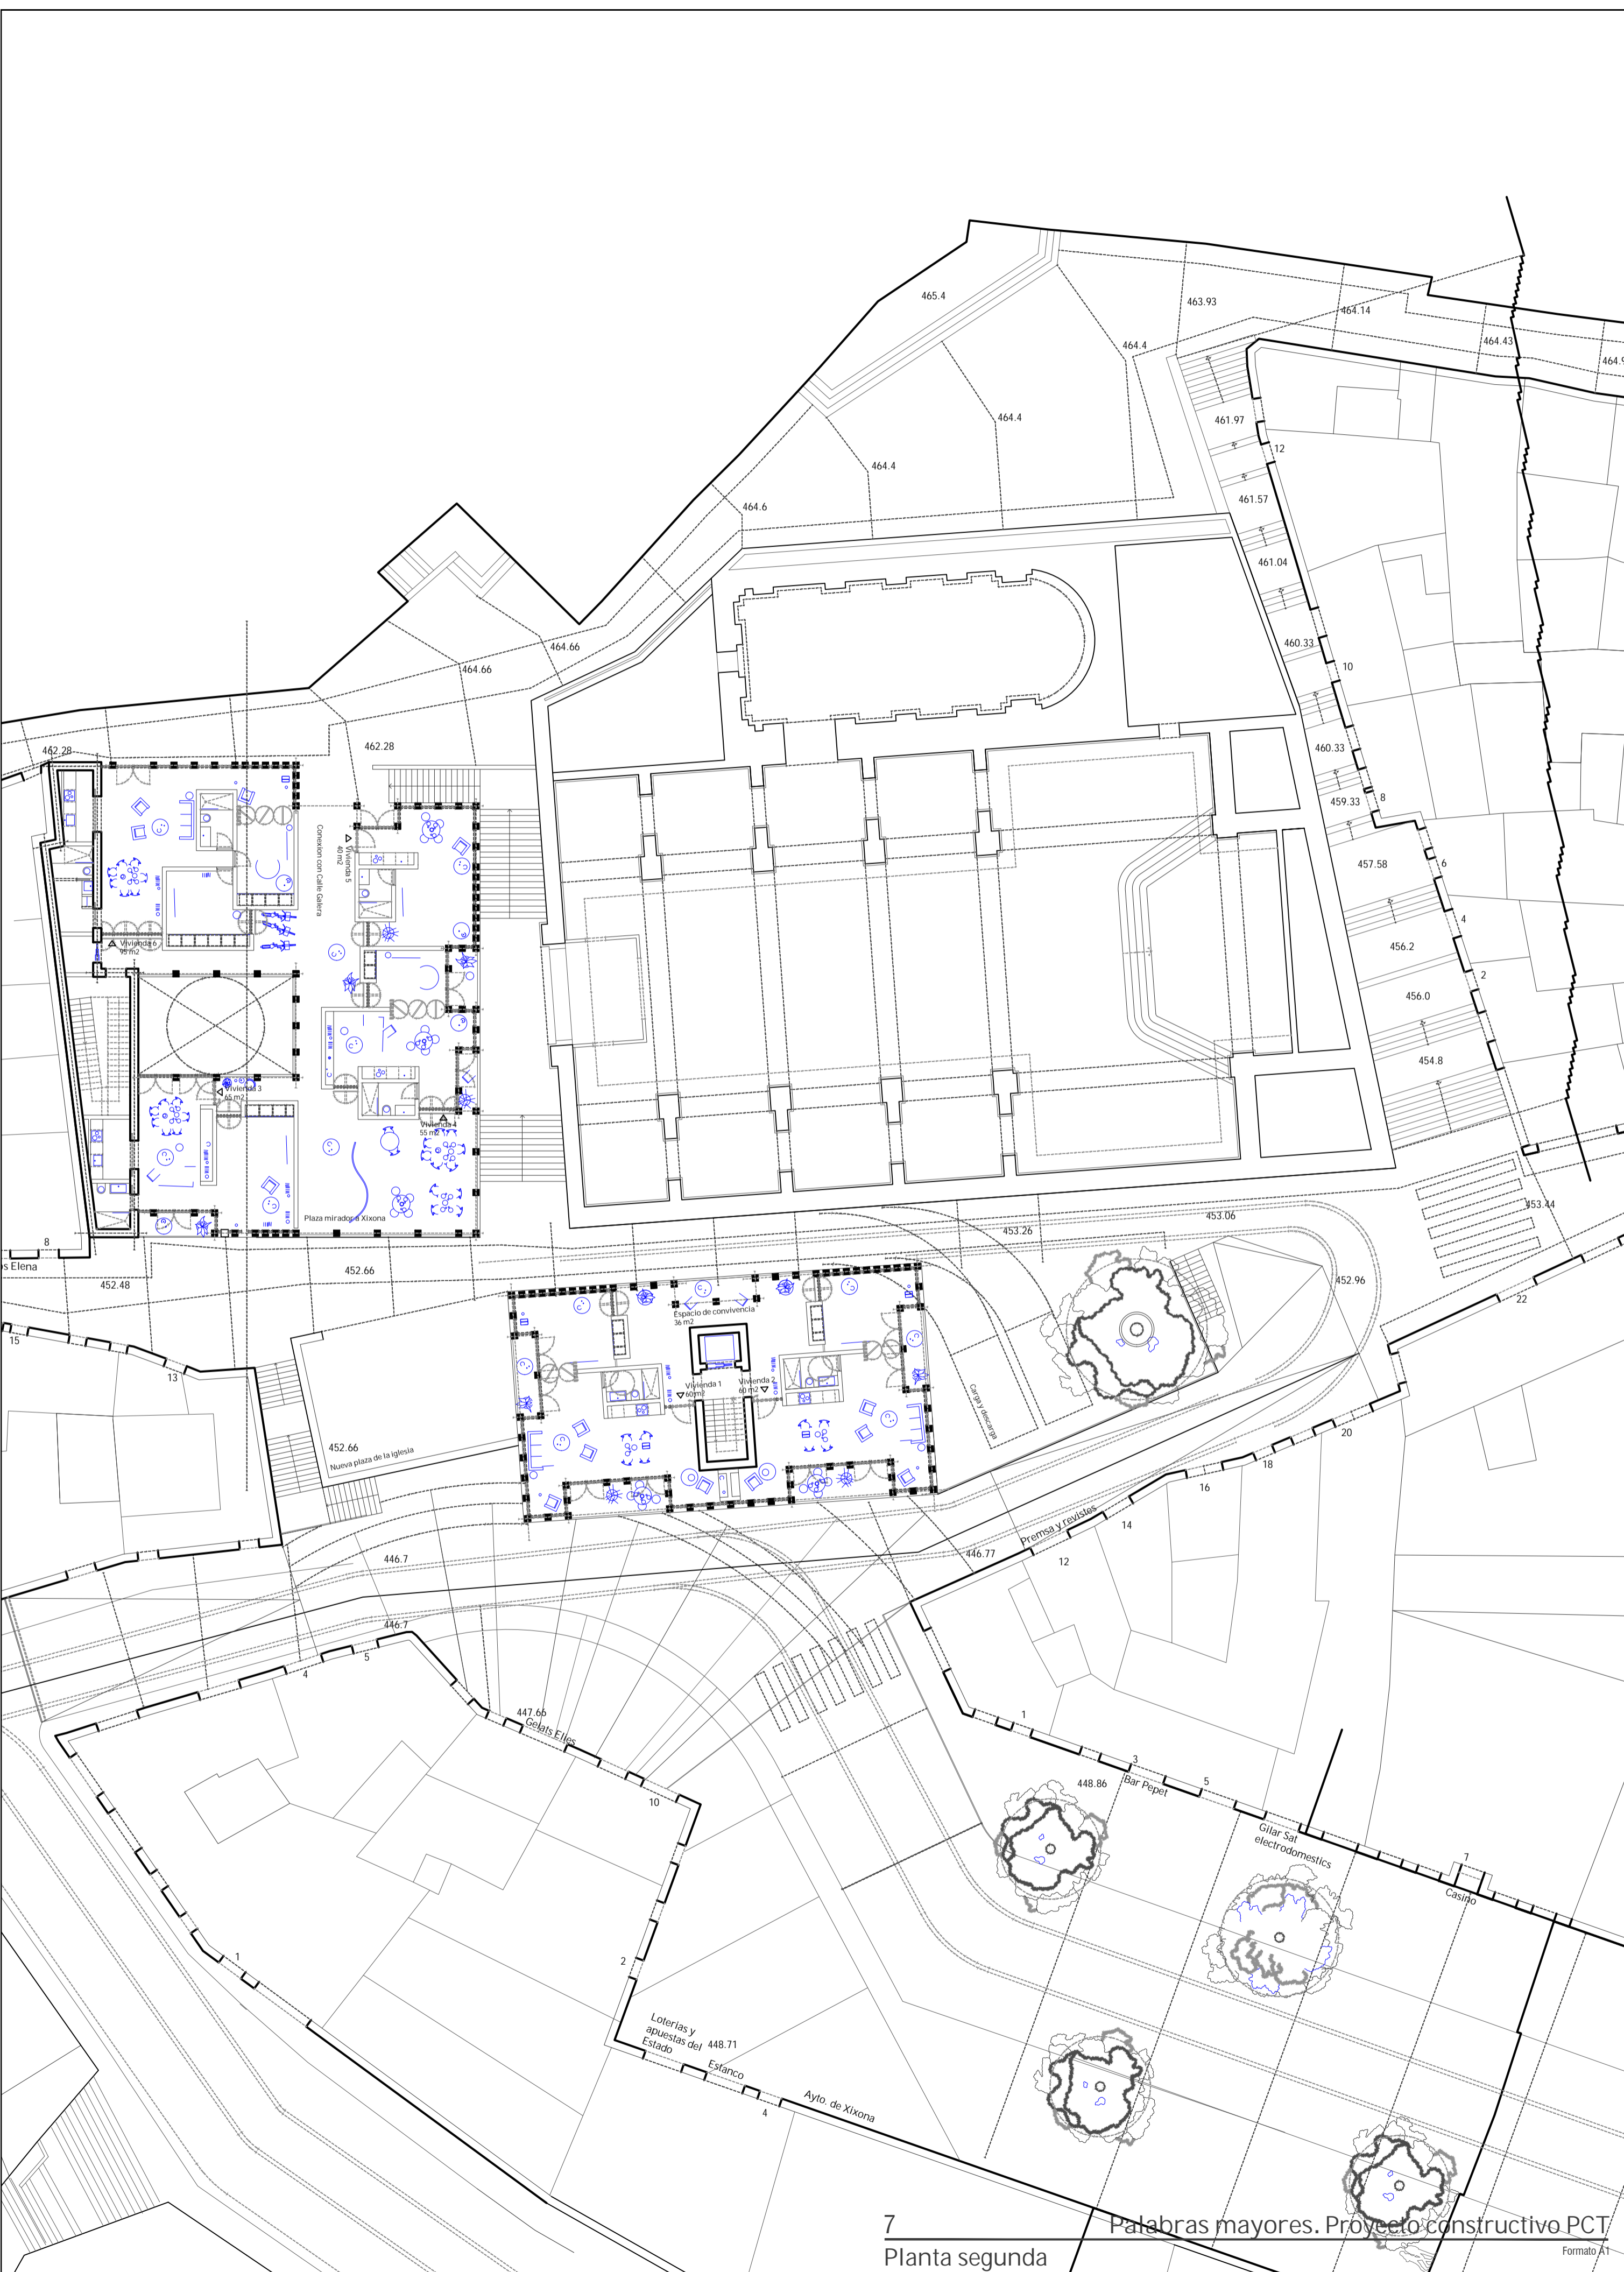 465.4
463.93
464.14
464.4
464.43
464.9
461.97
464.4
12
464.4
461.57
464.6
461.04
460.33
464.66
10
464.66
462.28
462.28
460.33
459.33
8
Conexion con Calle Galera
Vivienda 5
40 m2
457.58
6
4
Vivienda 6
95 m2
456.2
2
456.0
454.8
Vivienda 3
65 m2
Vivienda 4
55 m2
453.44
Plaza mirador a Xixona
453.06
453.26
8
os Elena
452.66
452.48
452.96
22
Espacio de convivencia
36 m2
15
13
Vivienda 1
60 m2
Vivienda 2
60 m2
Carga y descarga
20
452.66
Nueva plaza de la iglesia
18
16
Premsa y revistes
14
12
446.7
446.77
446.7
5
4
447.66
Gelats Elles
1
3
Bar Pepet
448.86
5
10
Gilar Sat
electrodomestics
7
Casino
1
2
Loterias y
apuestas del
Estado
448.71
Estanco
4
Ayto. de Xixona
7
Palabras mayores. Proyecto constructivo PCT
Planta segunda
Formato A1